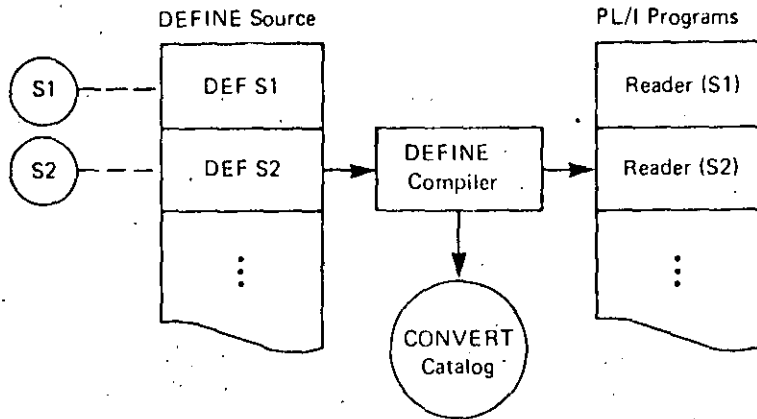 DEFINE Source
PL/I Programs
S1
DEF S1
Reader (S1)
S2
DEF S2
DEFINE
Compiler
Reader (S2)
CONVERT
Catalog